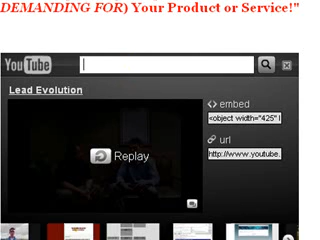 DEMANDING FOR) Your Product or Service!"
YouTube
Lead Evolution
embed
<object width="425" l
url
http://www.youtube.
Replay